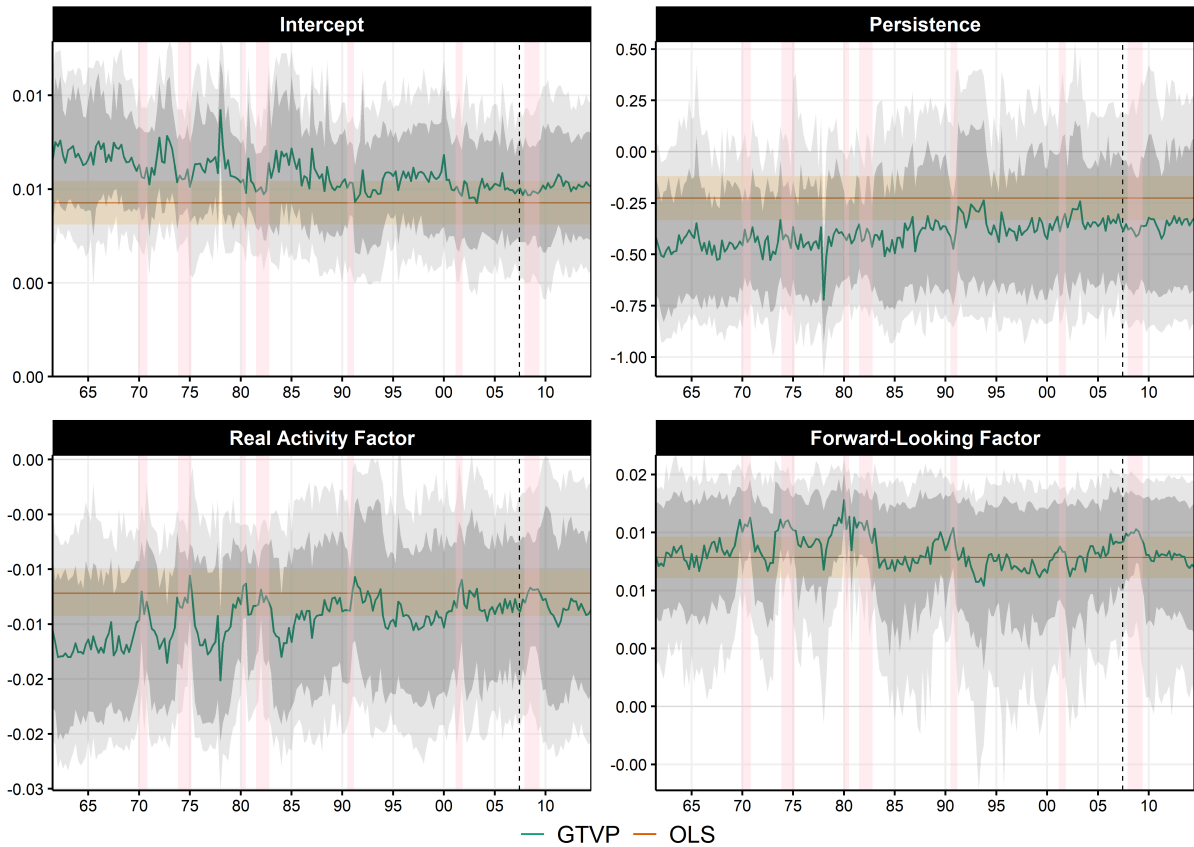 Intercept
Persistence
0.01
0.01
0.00
0.00
65 70 75 80 85 90 95 00 05 10
0.50
0.25
0.00
-0.25
-0.50
-0.75
-1.00
65 70 75 80 85 90 95 00 05 10
Real Activity Factor
Forward-Looking Factor
0.00
-0.00
-0.01
-0.01
-0.02
-0.02
-0.03
65 70 75 80 85 90 95 00 05 10
0.02
0.01
0.01
0.00
0.00
-0.00
65 70 75 80 85 90 95 00 05 10
GTVP OLS